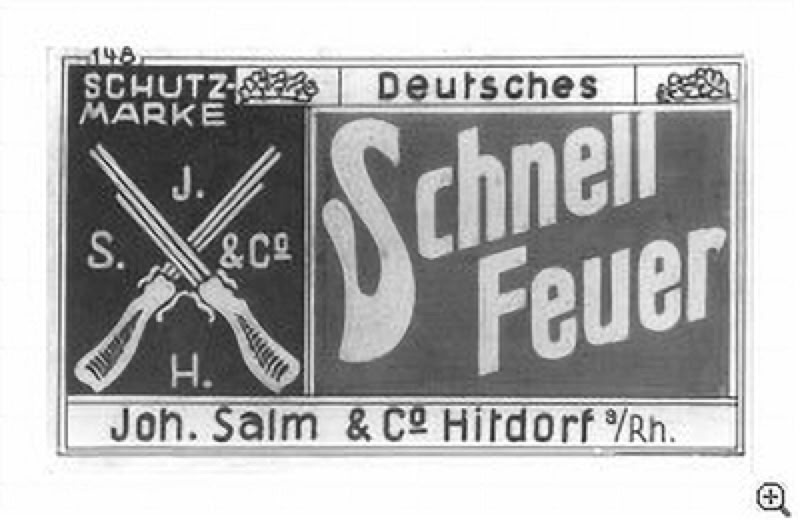 148.
SCHUTZ-
MARKE
J.
S. & Cº
H.
Deutsches
Schnell
Feuer
Joh. Salm & Cº Hitdorf a/Rh.